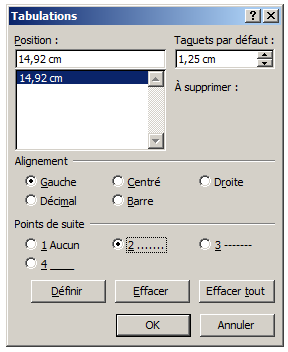 Tabulations
Position : Taquets par défaut :
14,92 cm 1,25 cm
14,92 cm
À supprimer :
Alignement
Gauche Centré Droite
Décimal Barre
Points de suite
1 Aucun 2 ....... 3 -------
4 ____
Définir Effacer Effacer tout
OK Annuler